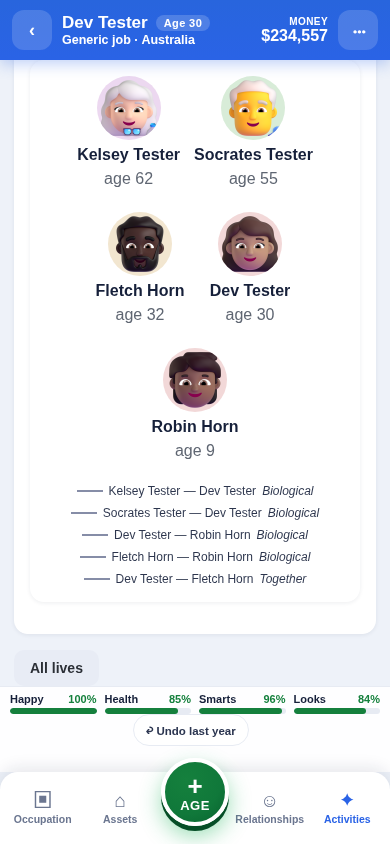 Dev Tester Age 30
Generic job · Australia
MONEY
$234,557
Kelsey Tester
age 62
Socrates Tester
age 55
Fletch Horn
age 32
Dev Tester
age 30
Robin Horn
age 9
Kelsey Tester — Dev Tester Biological
Socrates Tester — Dev Tester Biological
Dev Tester — Robin Horn Biological
Fletch Horn — Robin Horn Biological
Dev Tester — Fletch Horn Together
All lives
Happy 100% Health 85% Smarts 96% Looks 84%
Undo last year
+
AGE
Occupation Assets Relationships Activities